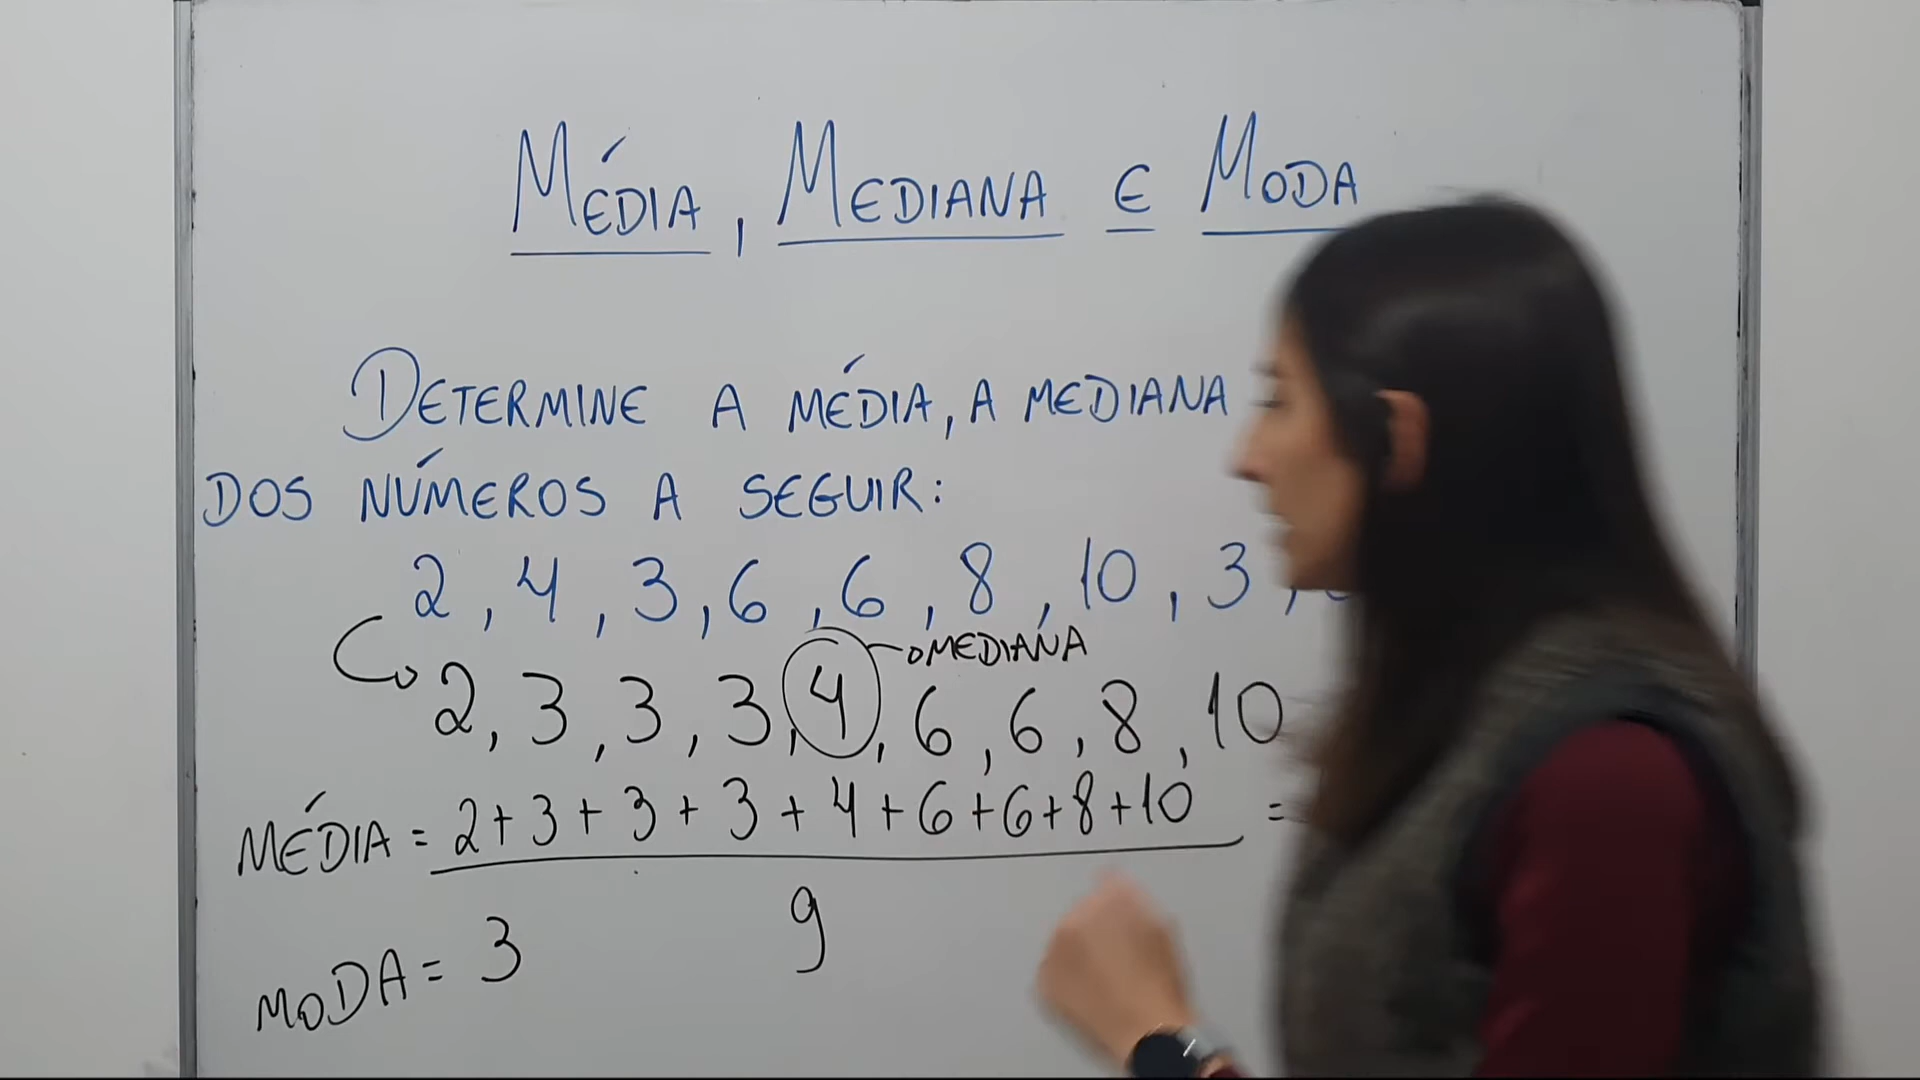 MÉDIA, MEDIANA E MODA
DETERMINE A MÉDIA, A MEDIANA
DOS NÚMEROS A SEGUIR:
2, 4, 3, 6, 6, 8, 10, 3,
MEDIANA
2, 3, 3, 3, 4, 6, 6, 8, 10
MÉDIA = 2+3+3+3+4+6+6+8+10 =
9
MODA = 3